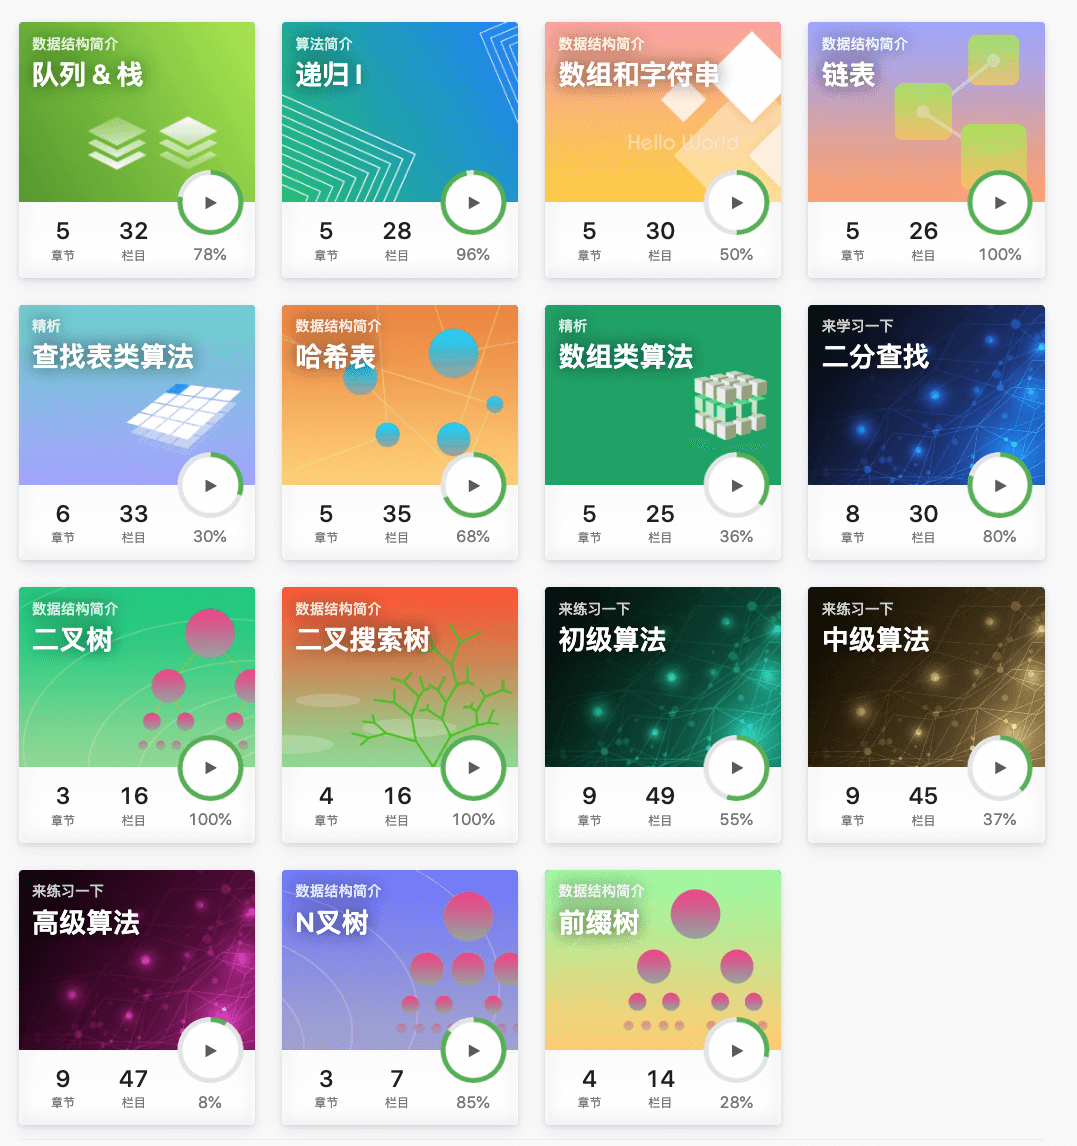 数据结构简介
队列 & 栈
5 32
章节 栏目 78%
算法简介
递归 I
5 28
章节 栏目 96%
数据结构简介
数组和字符串
Hello World
5 30
章节 栏目 50%
数据结构简介
链表
5 26
章节 栏目 100%
精析
查找表类算法
6 33
章节 栏目 30%
数据结构简介
哈希表
5 35
章节 栏目 68%
精析
数组类算法
5 25
章节 栏目 36%
来学习一下
二分查找
8 30
章节 栏目 80%
数据结构简介
二叉树
3 16
章节 栏目 100%
数据结构简介
二叉搜索树
4 16
章节 栏目 100%
来练习一下
初级算法
9 49
章节 栏目 55%
来练习一下
中级算法
9 45
章节 栏目 37%
来练习一下
高级算法
9 47
章节 栏目 8%
数据结构简介
N叉树
3 7
章节 栏目 85%
数据结构简介
前缀树
4 14
章节 栏目 28%